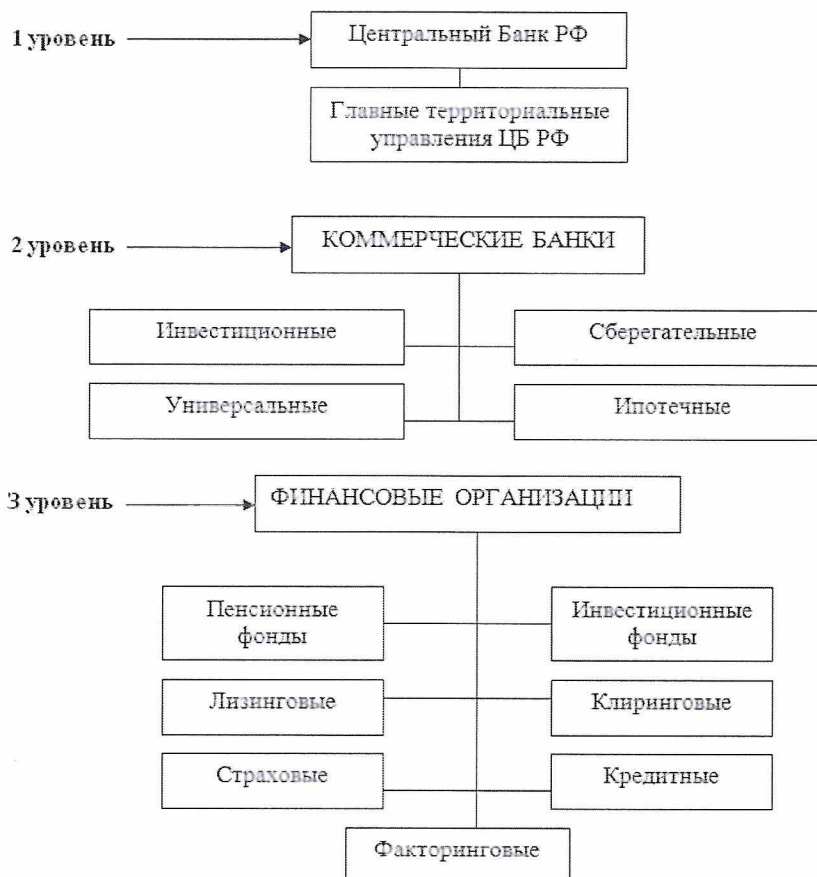 1 уровень
Центральный Банк РФ
Главные территориальные
управления ЦБ РФ
2 уровень
КОММЕРЧЕСКИЕ БАНКИ
Инвестиционные
Сберегательные
Универсальные
Ипотечные
3 уровень
ФИНАНСОВЫЕ ОРГАНИЗАЦИИ
Пенсионные
фонды
Инвестиционные
фонды
Лизинговые
Клиринговые
Страховые
Кредитные
Факторинговые